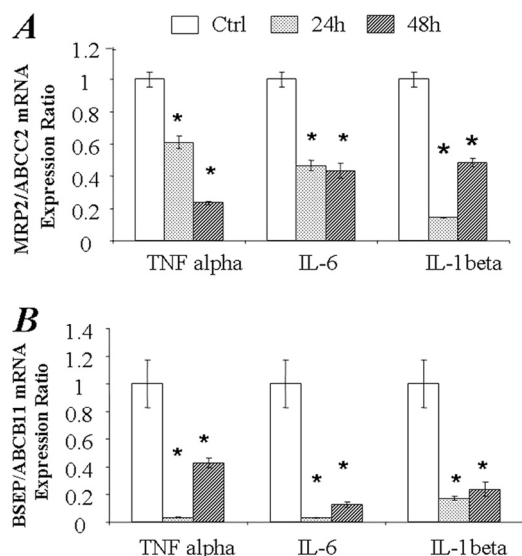 A
Ctrl 24h 48h
MRP2/ABCC2 mRNA
Expression Ratio
1.2
1
0.8
0.6
0.4
0.2
0
* * * * * *
TNF alpha IL-6 IL-1beta
B
BSEP/ABCB11 mRNA
Expression Ratio
1.4
1.2
1
0.8
0.6
0.4
0.2
0
* * * * * *
TNF alpha IL-6 IL-1beta